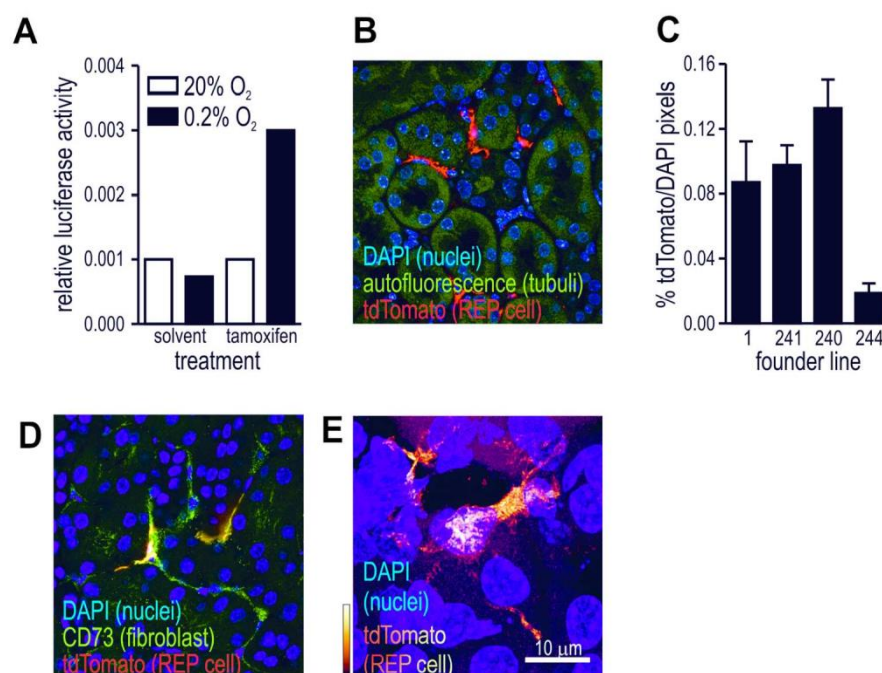 A
relative luciferase activity
0.004
0.003
0.002
0.001
0.000
20% O₂
0.2% O₂
solvent tamoxifen
treatment
B
DAPI (nuclei)
autofluorescence (tubuli)
tdTomato (REP cell)
C
% tdTomato/DAPI pixels
0.16
0.12
0.08
0.04
0.00
1 241 240 244
founder line
D
DAPI (nuclei)
CD73 (fibroblast)
tdTomato (REP cell)
E
DAPI
(nuclei)
tdTomato
(REP cell)
10 µm